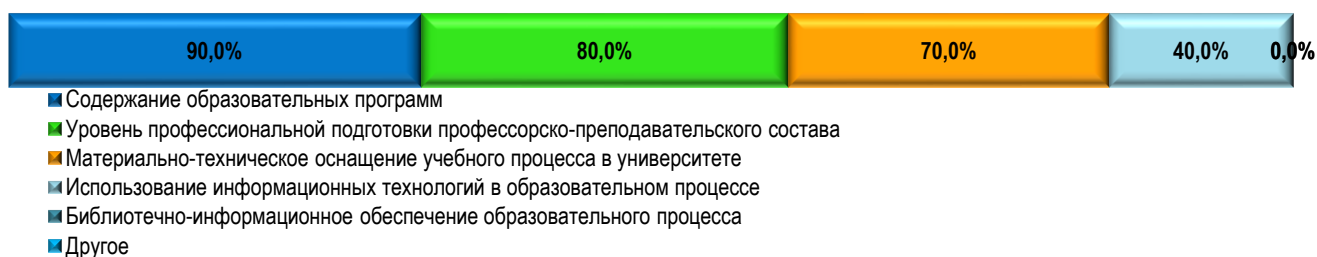 90,0% 80,0% 70,0% 40,0% 0,0%
Содержание образовательных программ
Уровень профессиональной подготовки профессорско-преподавательского состава
Материально-техническое оснащение учебного процесса в университете
Использование информационных технологий в образовательном процессе
Библиотечно-информационное обеспечение образовательного процесса
Другое